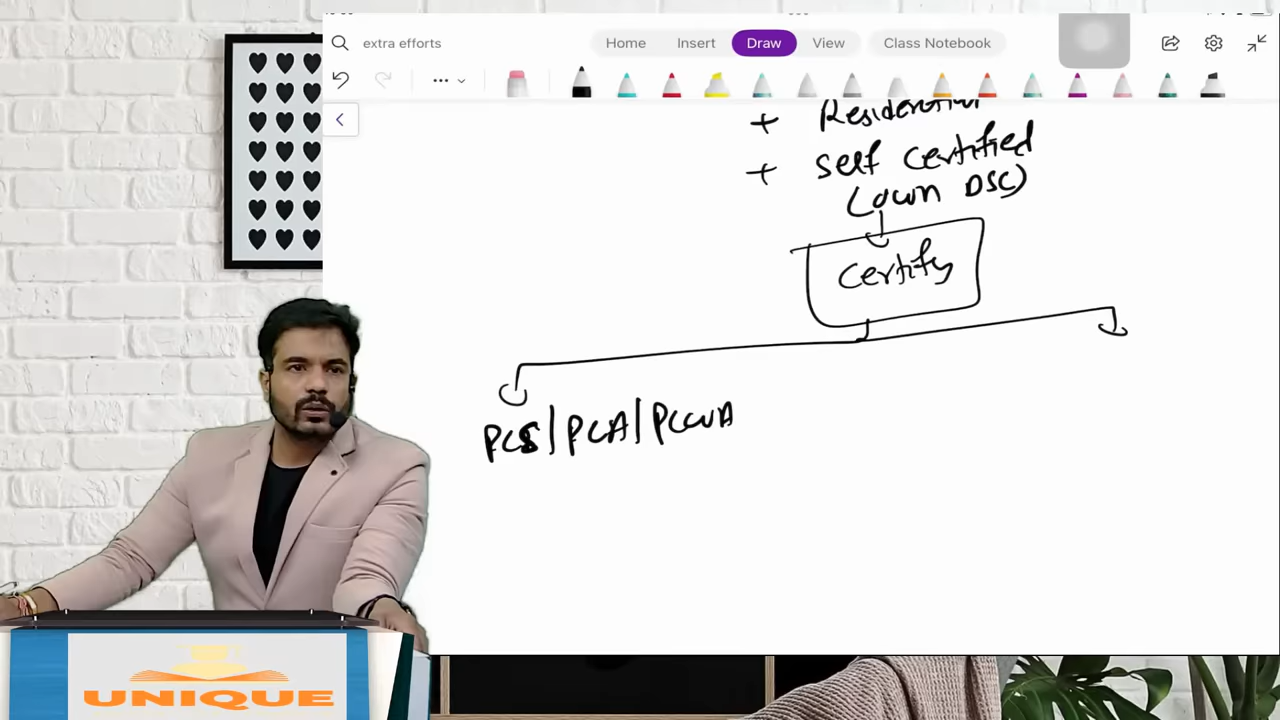 extra efforts
Home Insert Draw View Class Notebook
+ Residential
+ Self certified
(own DSC)
certify
PCS|PCA|PCWA
UNIQUE